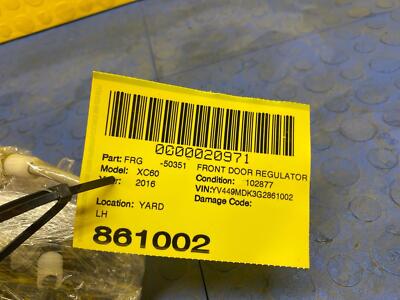 0G00020971
Part: FRG -50351 FRONT DOOR REGULATOR
Model: XC60 Condition: 102877
Year: 2016 VIN:YV449MDK3G2861002
Damage Code:
Location: YARD
LH
861002